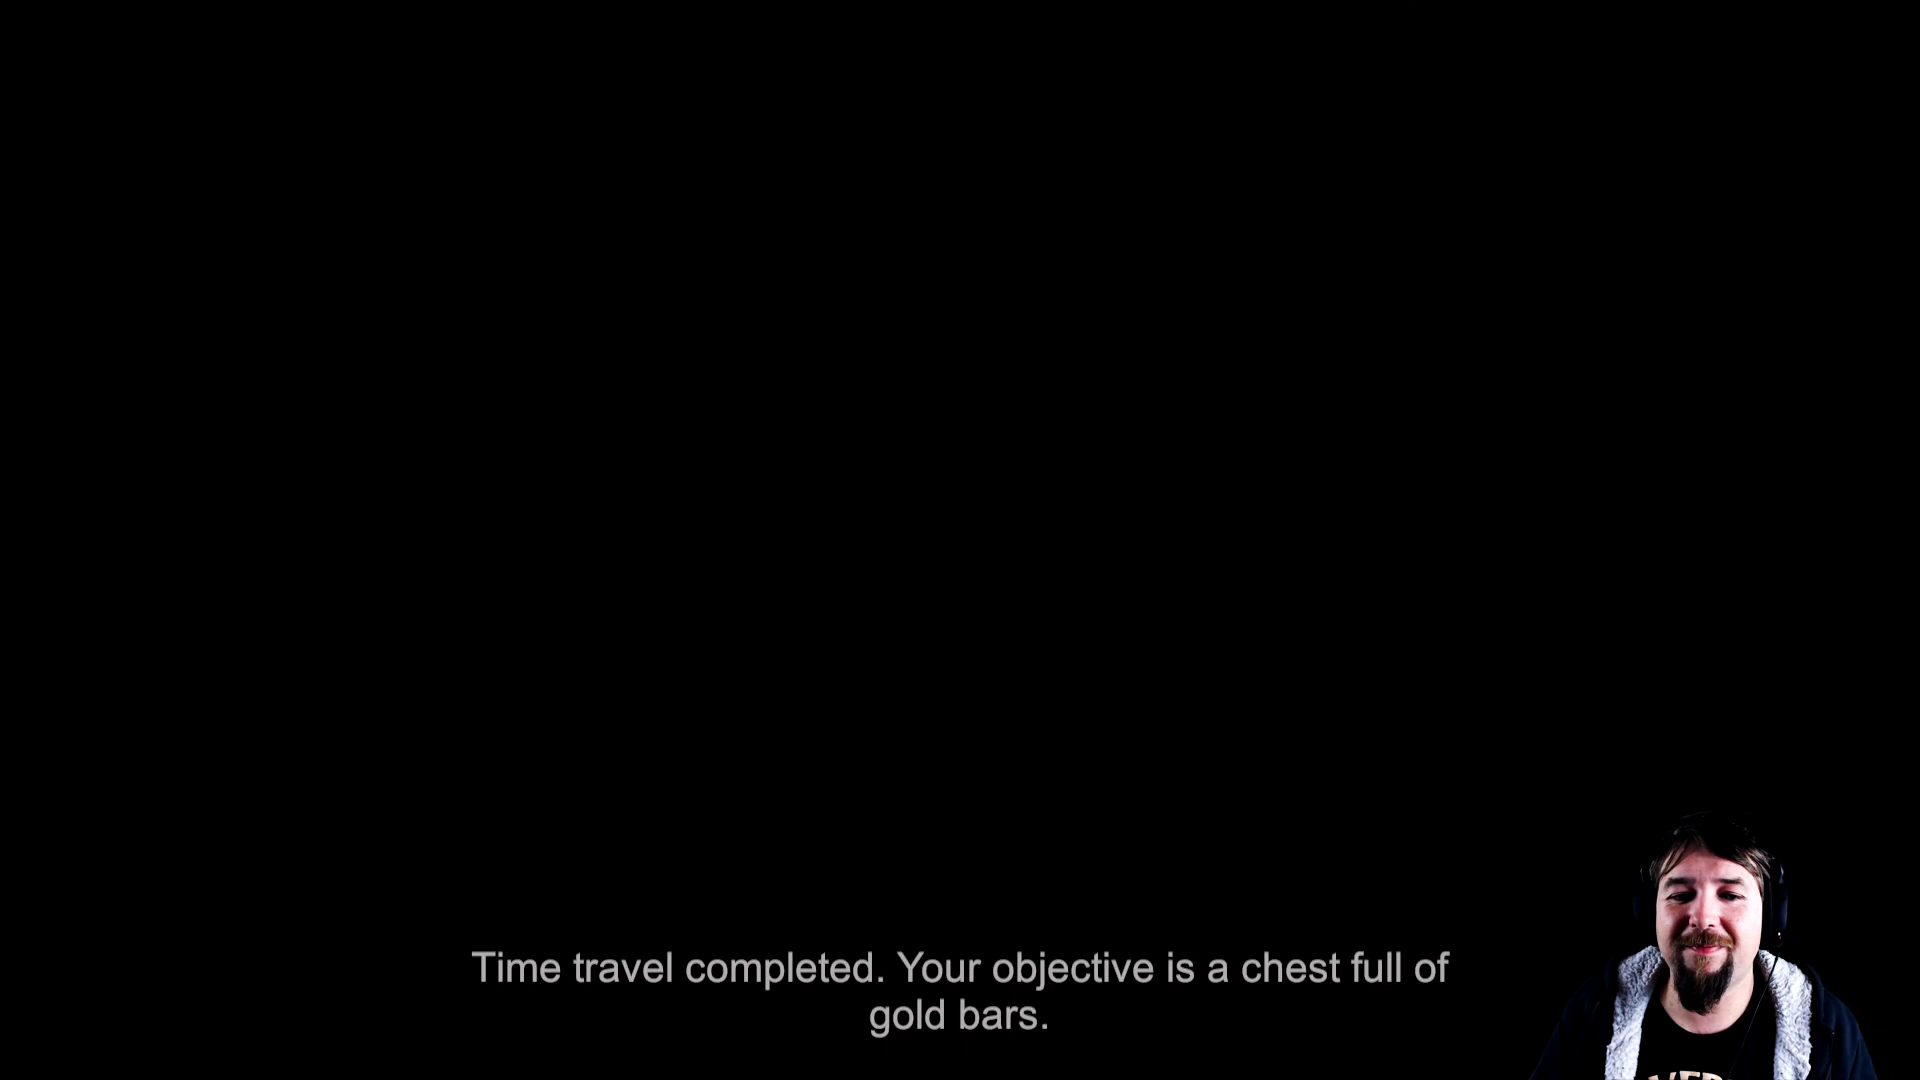 Time travel completed. Your objective is a chest full of
gold bars.